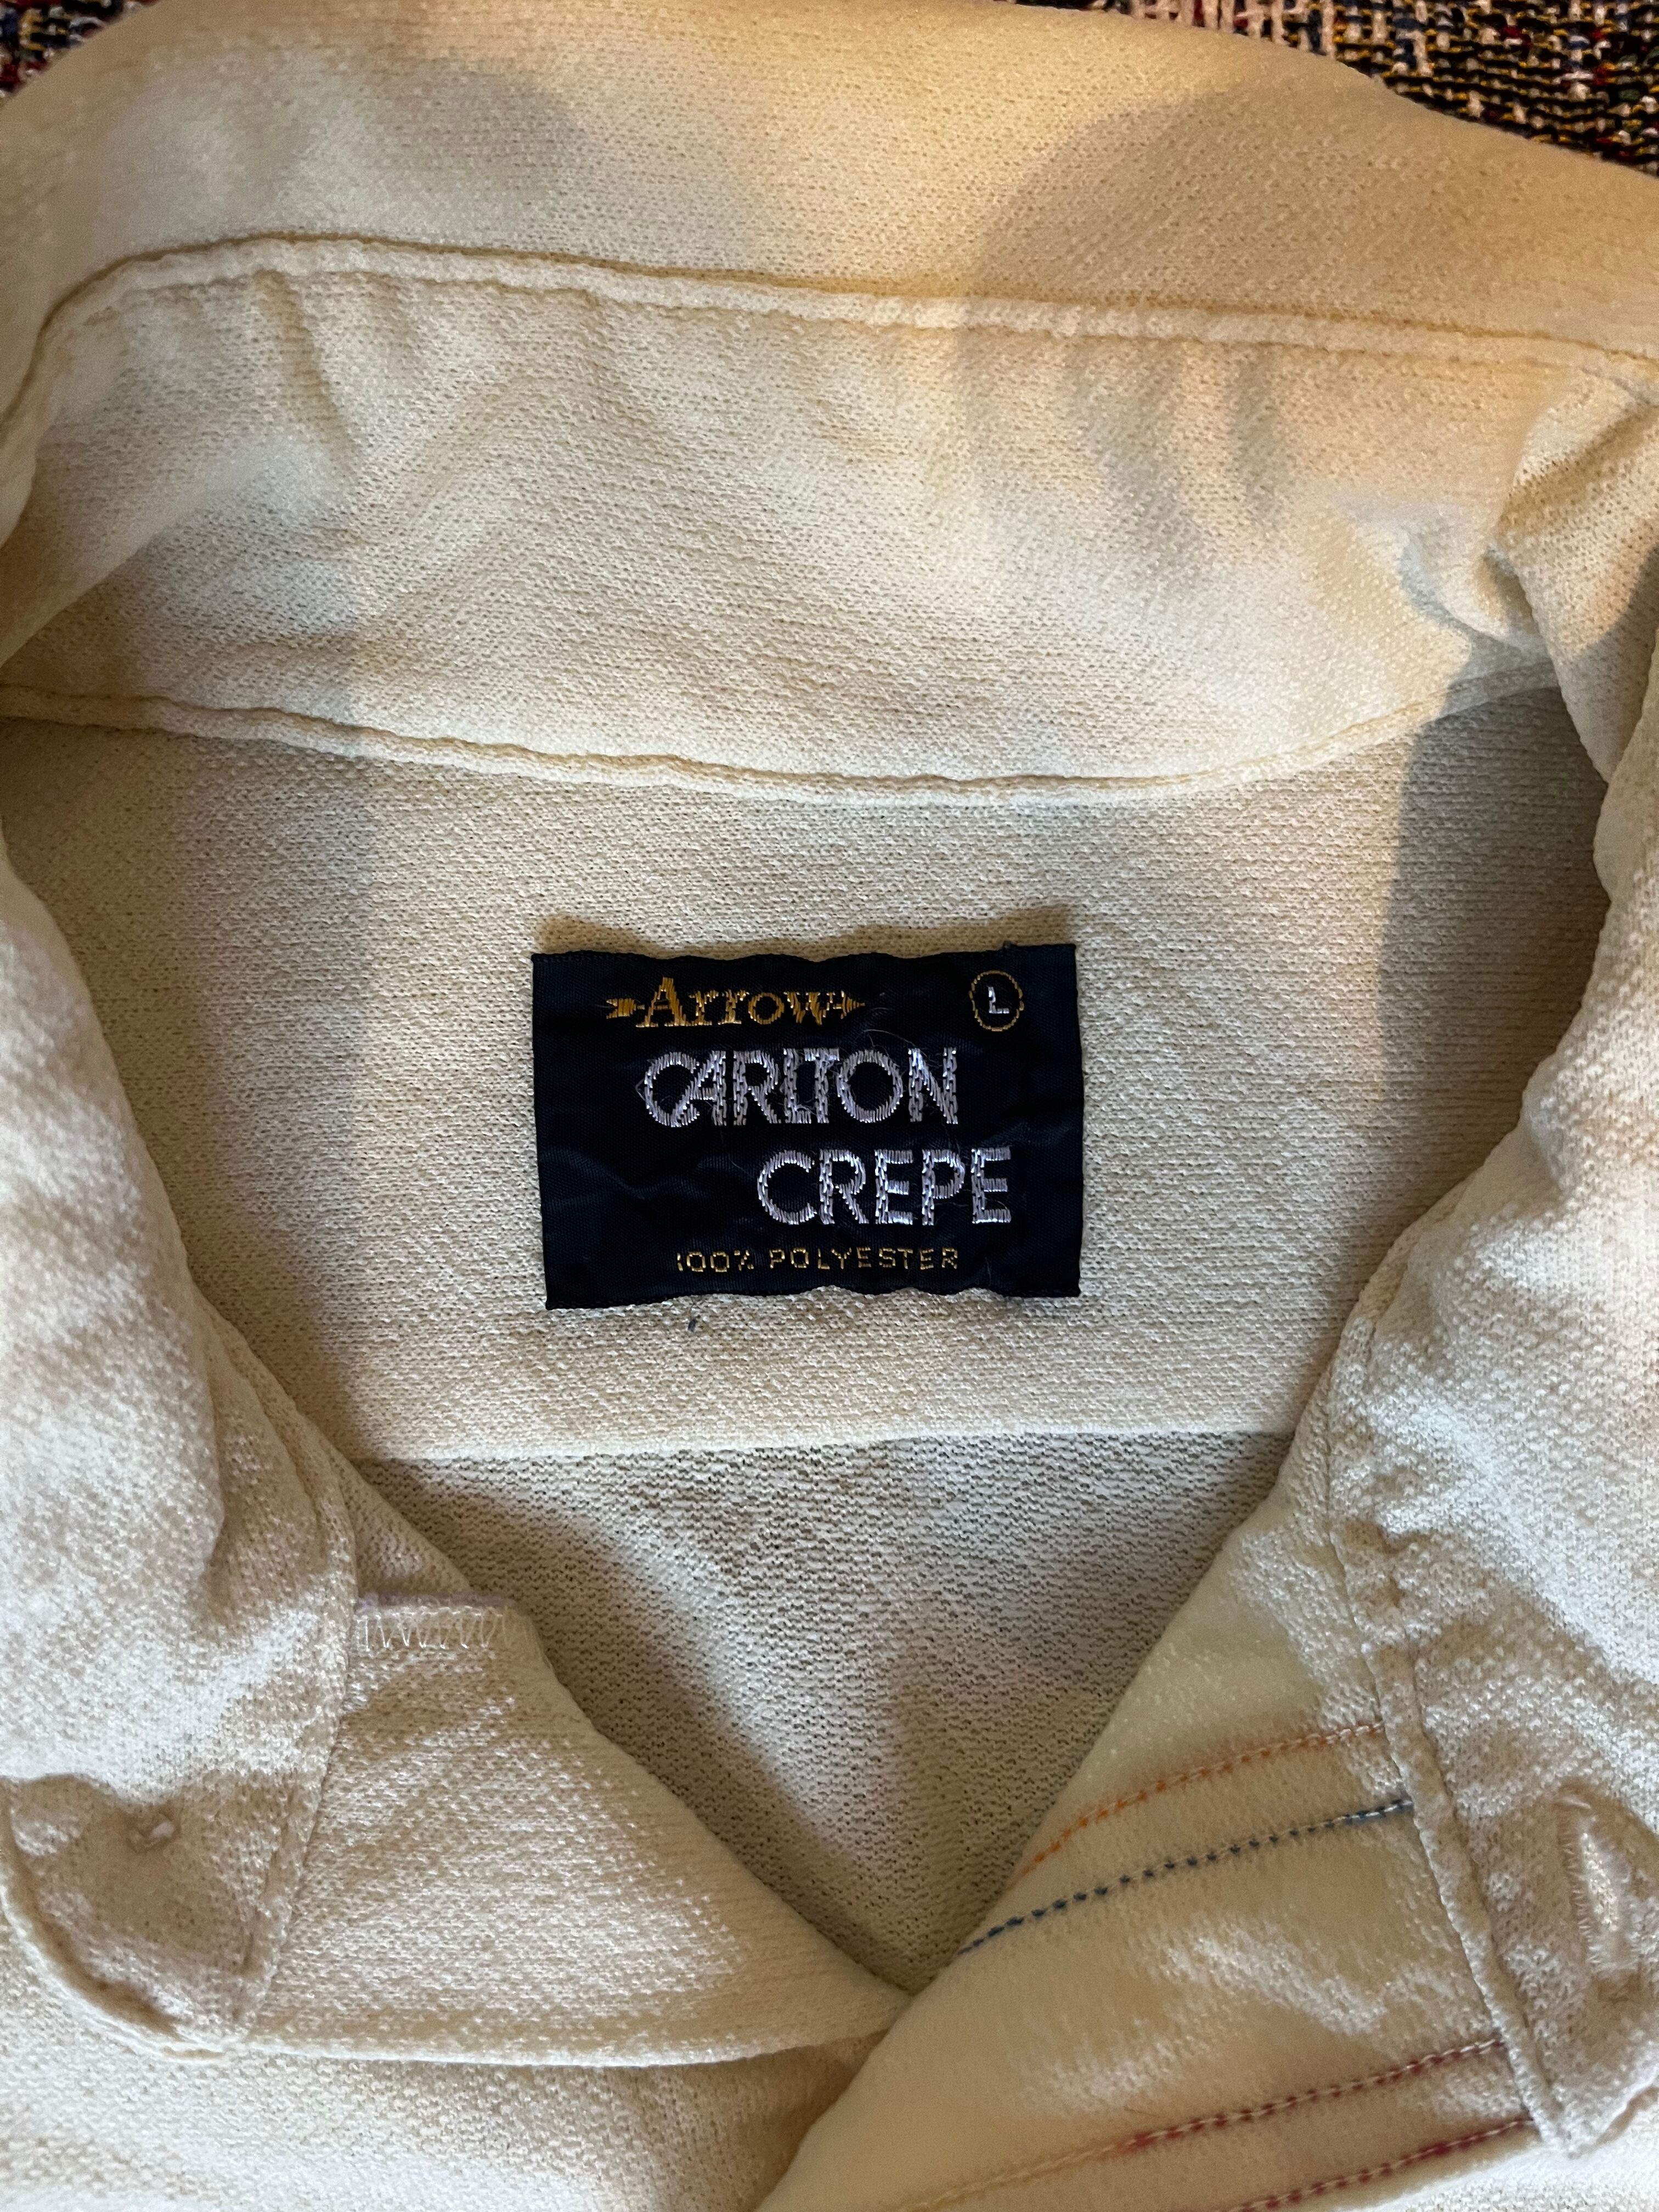 Arrow L
CARLTON
CREPE
100% POLYESTER